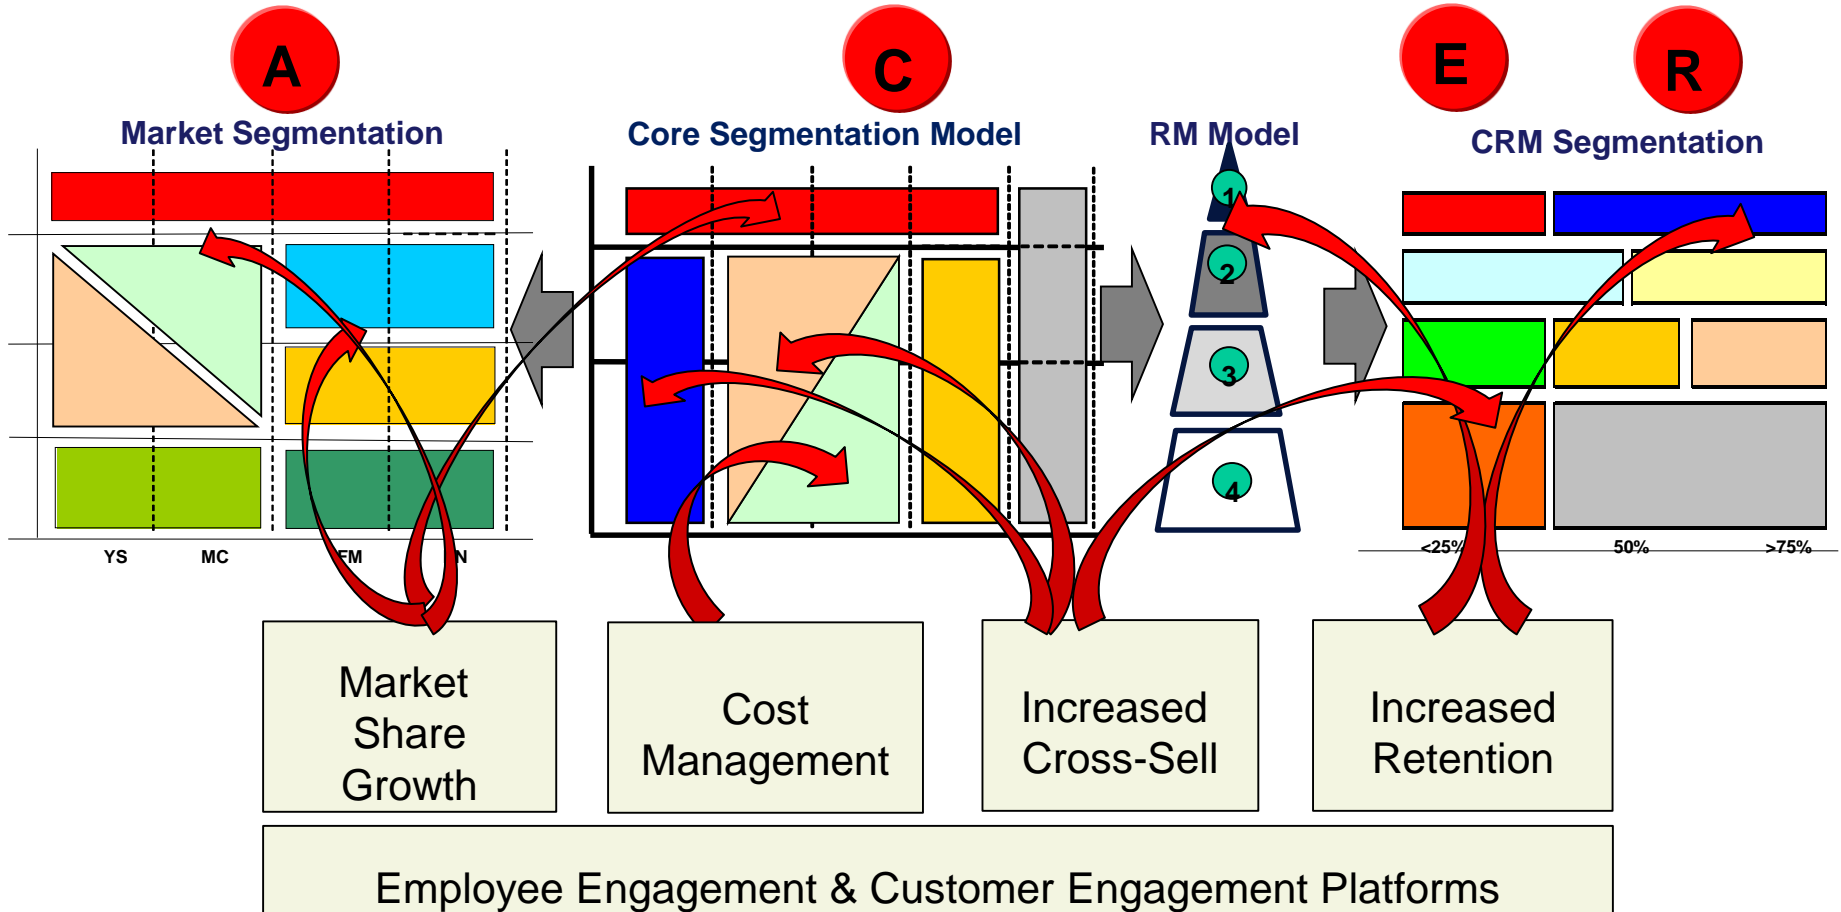 A
C
E
R
Market Segmentation
Core Segmentation Model
RM Model
CRM Segmentation
1
2
3
4
YS
MC
FM
N
<25%
50%
>75%
Market
Share
Growth
Cost
Management
Increased
Cross-Sell
Increased
Retention
Employee Engagement & Customer Engagement Platforms